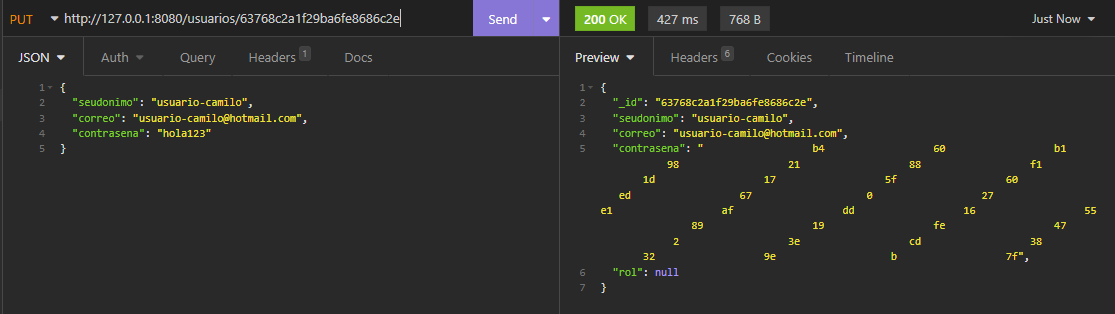 PUT http://127.0.0.1:8080/usuarios/63768c2a1f29ba6fe8686c2e Send 200 OK 427 ms 768 B Just Now
JSON Auth Query Headers 1 Docs
1 {
2 "seudonimo": "usuario-camilo",
3 "correo": "usuario-camilo@hotmail.com",
4 "contrasena": "hola123"
5 }
Preview Headers 6 Cookies Timeline
1 {
2 "_id": "63768c2a1f29ba6fe8686c2e",
3 "seudonimo": "usuario-camilo",
4 "correo": "usuario-camilo@hotmail.com",
5 "contrasena": " b4 60 b1
98 21 88 f1
1d 17 5f 60
ed 67 0 27
e1 af dd 16 55
89 19 fe 47
2 3e cd 38
32 9e b 7f",
6 "rol": null
7 }